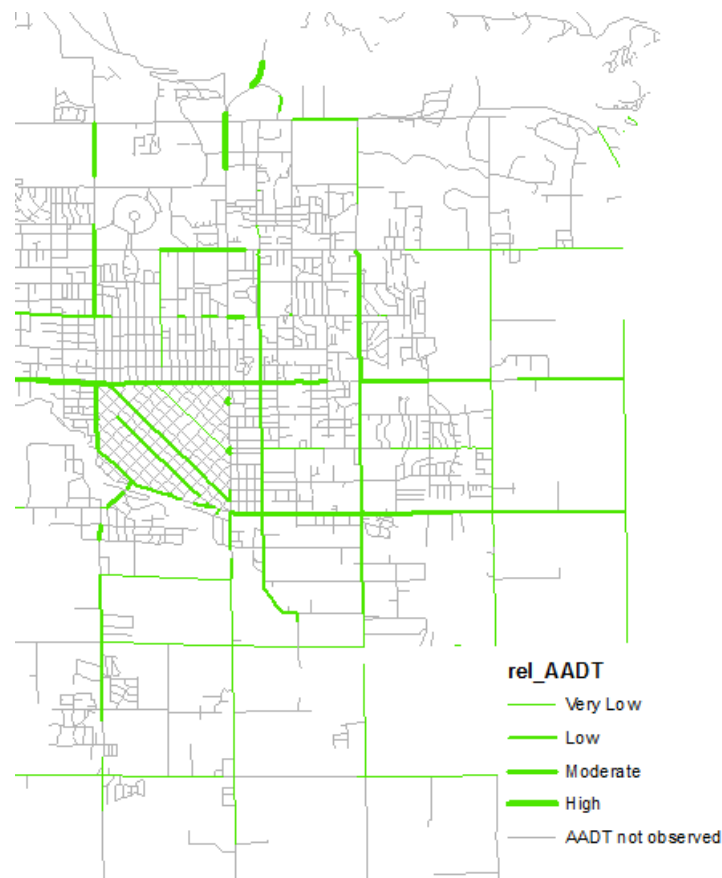 rel_AADT
Very Low
Low
Moderate
High
AADT not observed